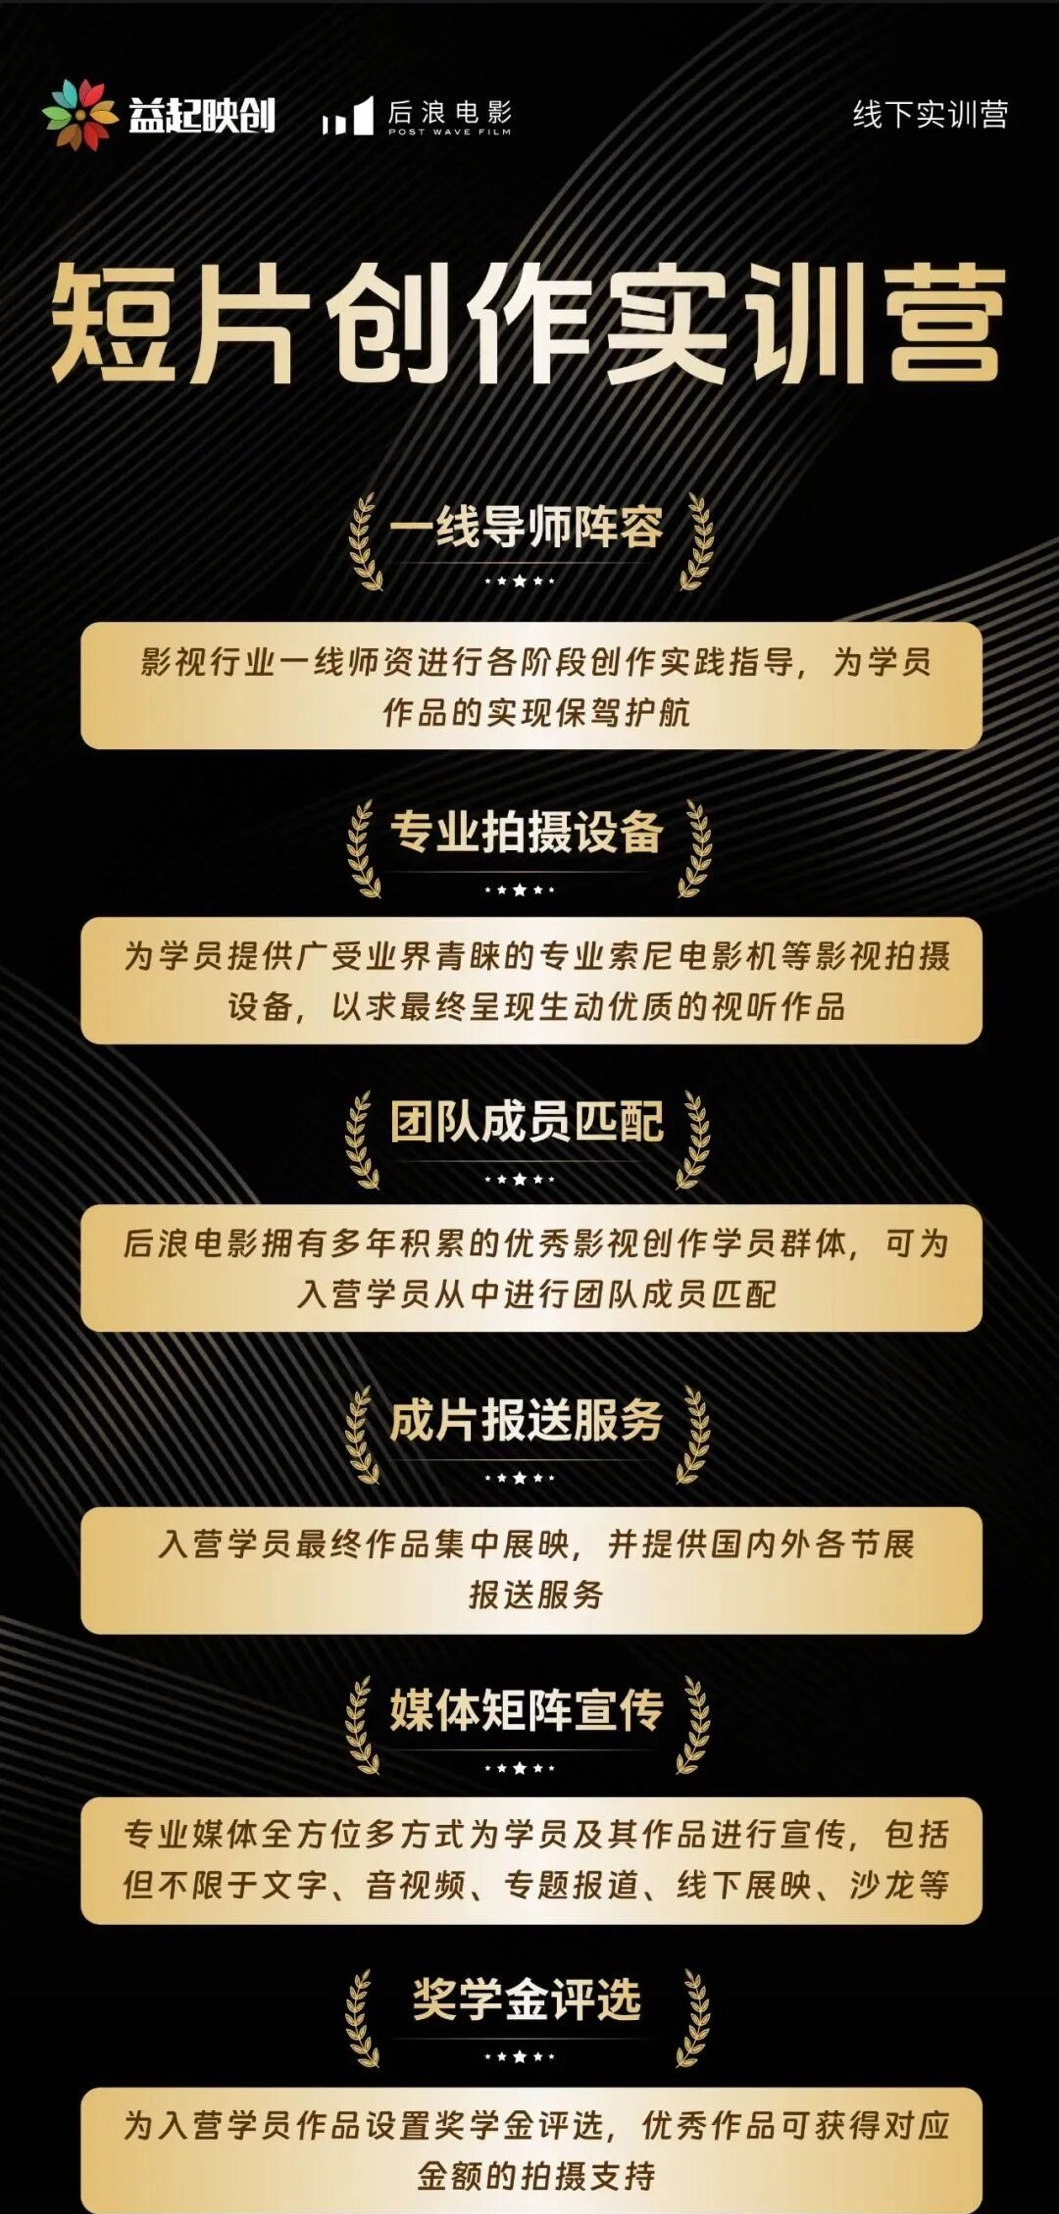 益起映创
后浪电影
POST WAVE FILM
线下实训营
短片创作实训营
一线导师阵容
影视行业一线师资进行各阶段创作实践指导，为学员
作品的实现保驾护航
专业拍摄设备
为学员提供广受业界青睐的专业索尼电影机等影视拍摄
设备，以求最终呈现生动优质的视听作品
团队成员匹配
后浪电影拥有多年积累的优秀影视创作学员群体，可为
入营学员从中进行团队成员匹配
成片报送服务
入营学员最终作品集中展映，并提供国内外各节展
报送服务
媒体矩阵宣传
专业媒体全方位多方式为学员及其作品进行宣传，包括
但不限于文字、音视频、专题报道、线下展映、沙龙等
奖学金评选
为入营学员作品设置奖学金评选，优秀作品可获得对应
金额的拍摄支持